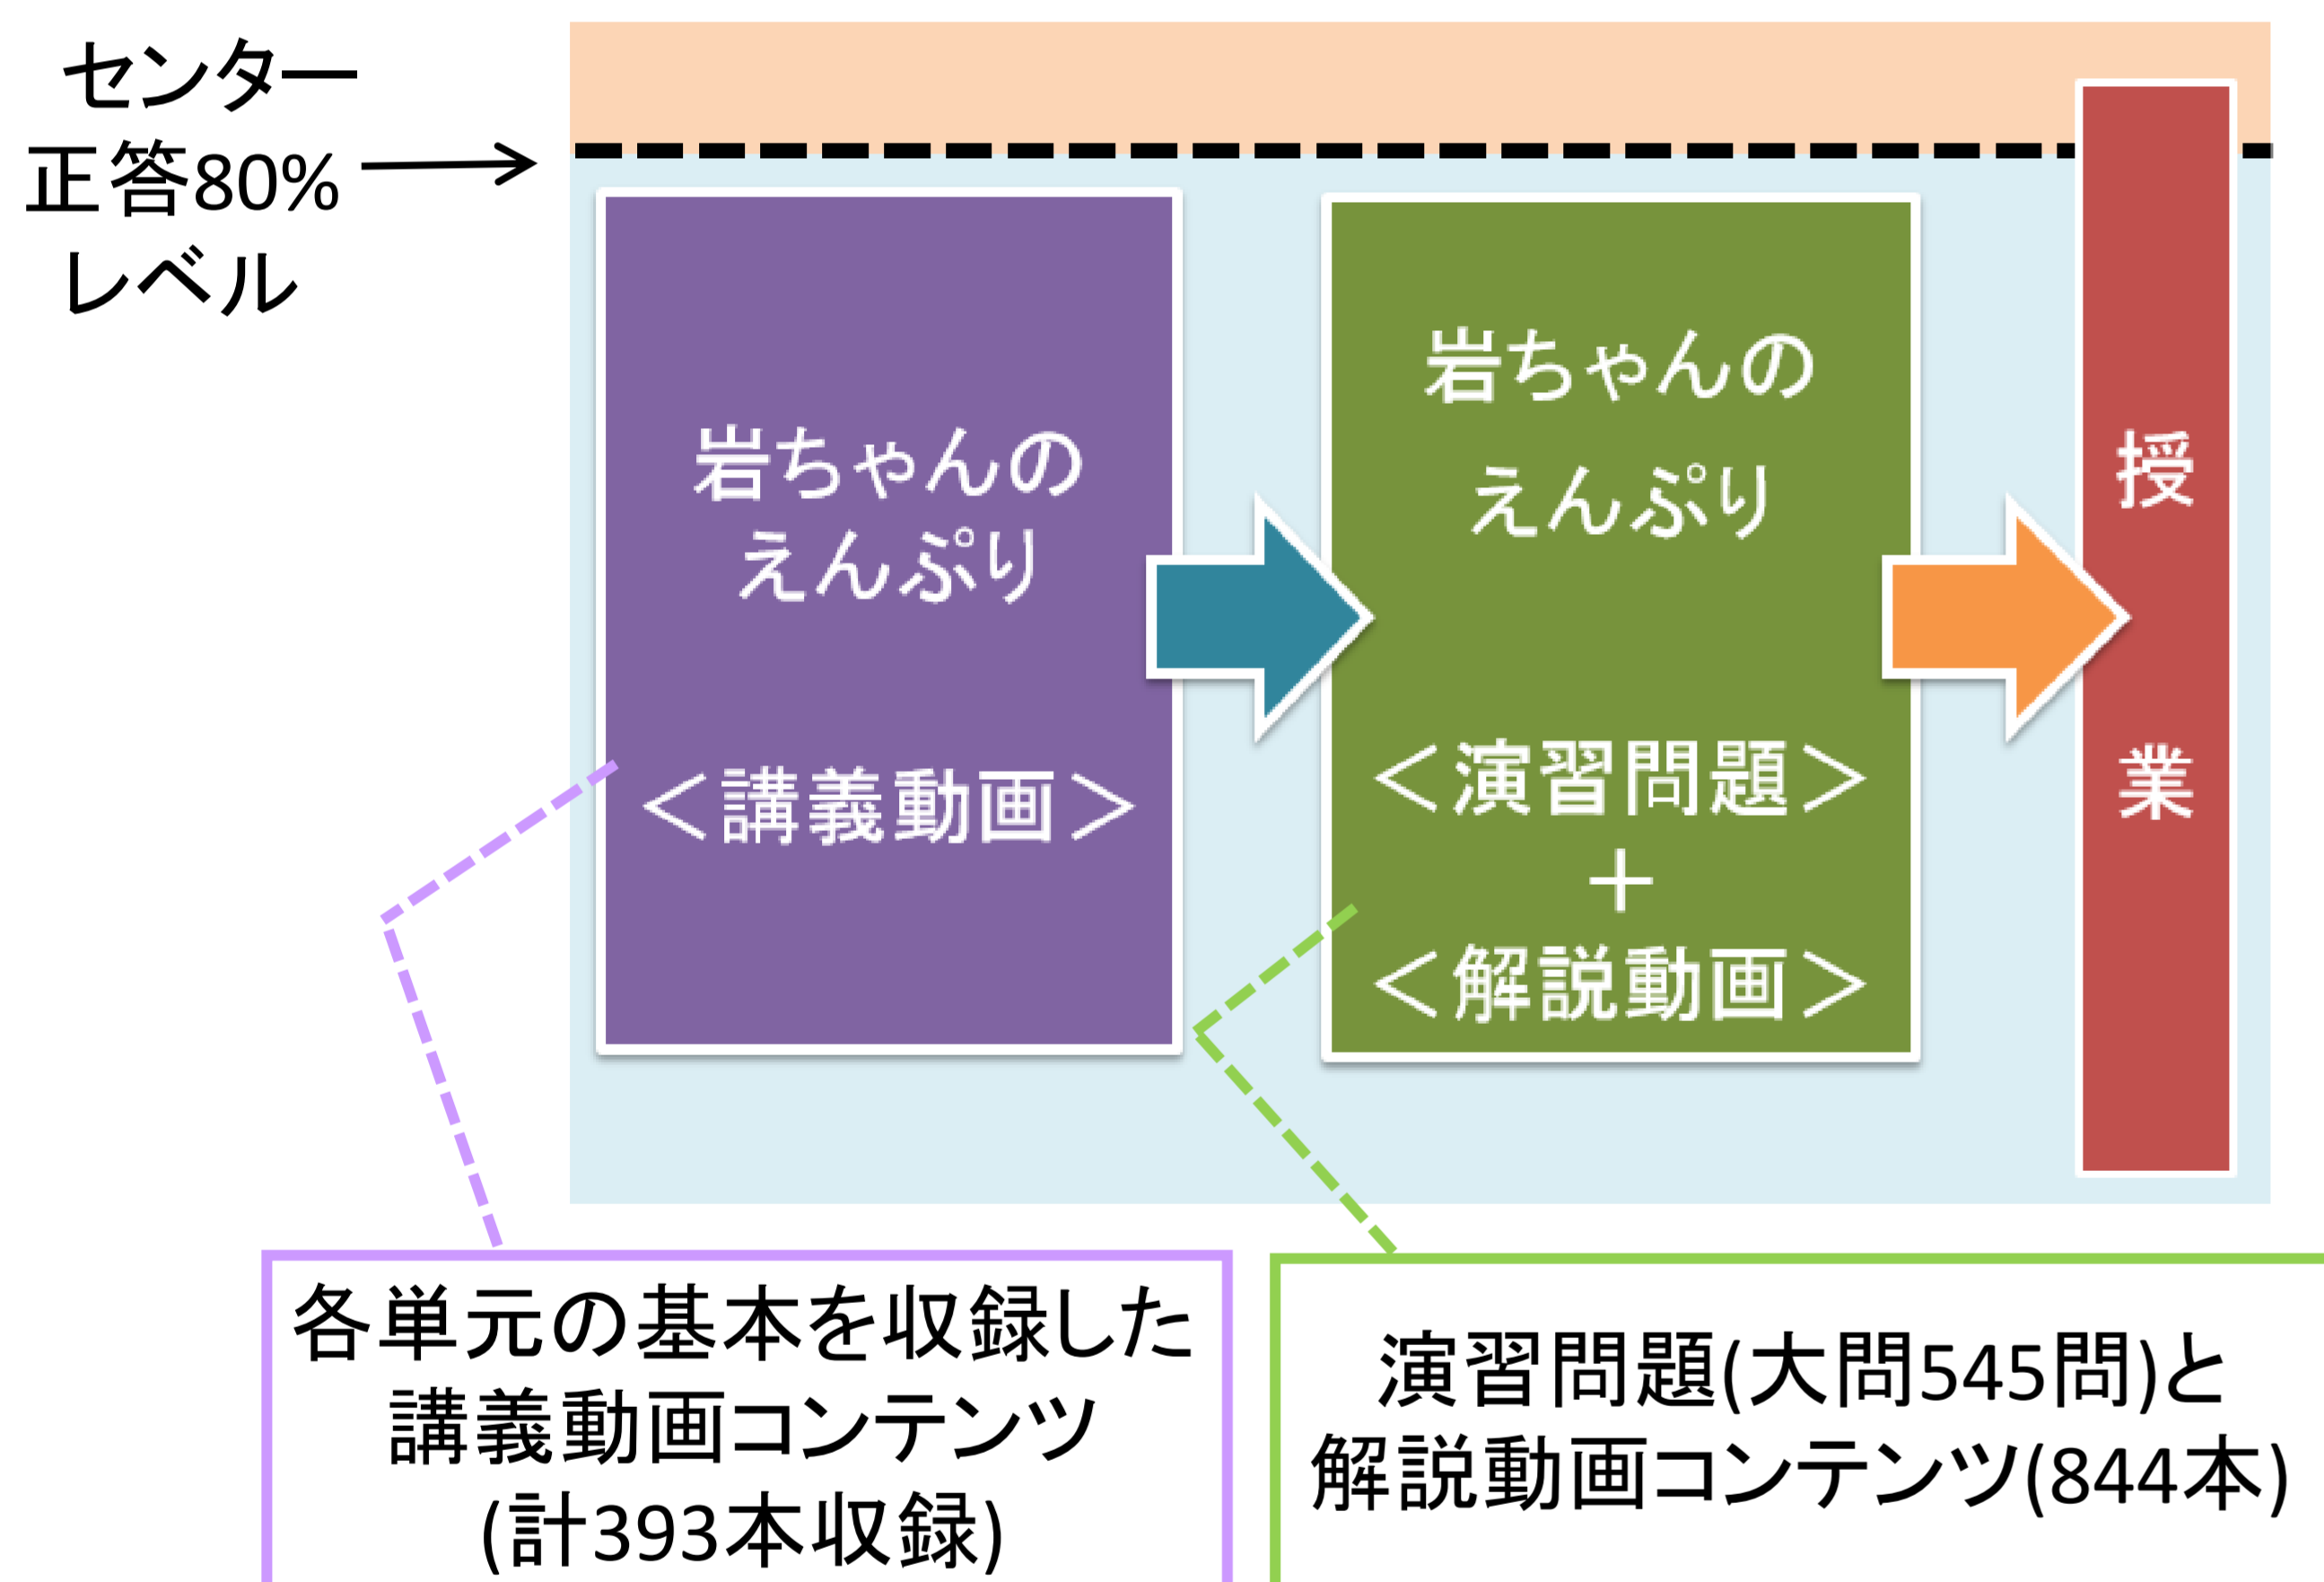 センター
正答80%
レベル
岩ちゃんの
えんぷり
＜講義動画＞
岩ちゃんの
えんぷり
＜演習問題＞
＋
＜解説動画＞
授
業
各単元の基本を収録した
講義動画コンテンツ
(計393本収録)
演習問題(大問545問)と
解説動画コンテンツ(844本)